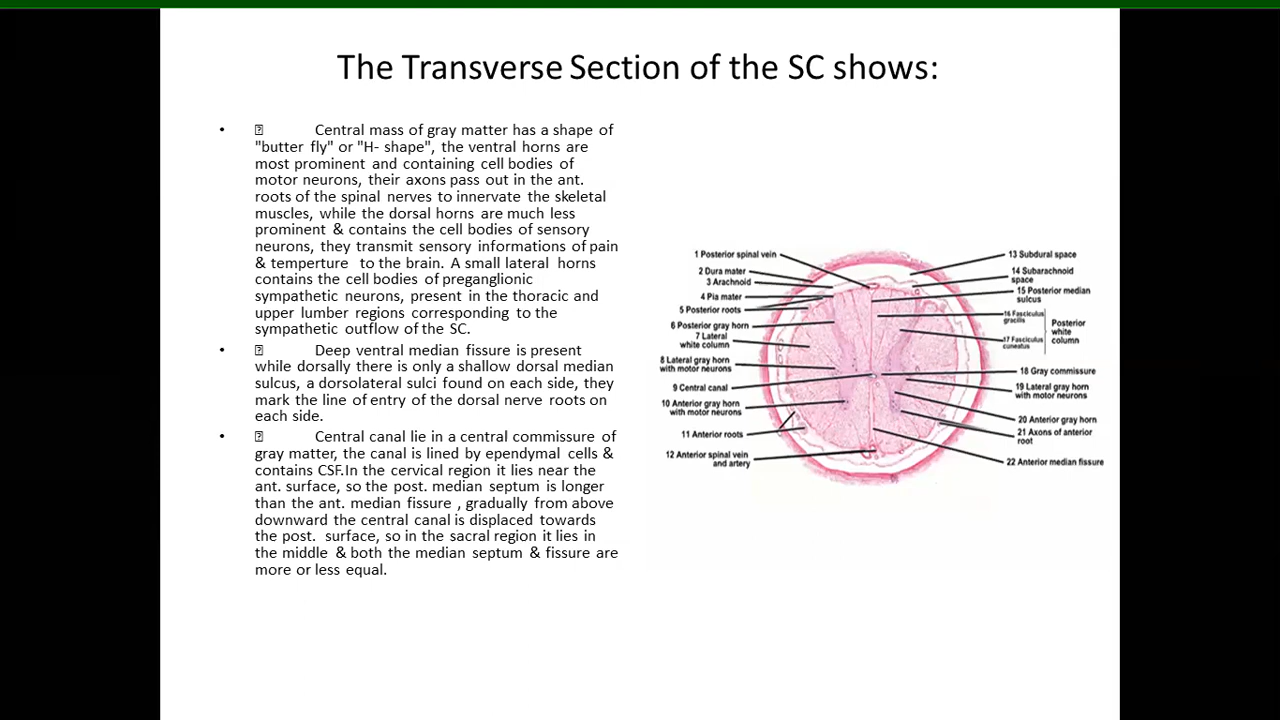 The Transverse Section of the SC shows:
• Central mass of gray matter has a shape of
"butter fly" or "H- shape", the ventral horns are
most prominent and containing cell bodies of
motor neurons, their axons pass out in the ant.
roots of the spinal nerves to innervate the skeletal
muscles, while the dorsal horns are much less
prominent & contains the cell bodies of sensory
neurons, they transmit sensory informations of pain
& temperture to the brain. A small lateral horns
contains the cell bodies of preganglionic
sympathetic neurons, present in the thoracic and
upper lumber regions corresponding to the
sympathetic outflow of the SC.
• Deep ventral median fissure is present
while dorsally there is only a shallow dorsal median
sulcus, a dorsolateral sulci found on each side, they
mark the line of entry of the dorsal nerve roots on
each side.
• Central canal lie in a central commissure of
gray matter, the canal is lined by ependymal cells &
contains CSF.In the cervical region it lies near the
ant. surface, so the post. median septum is longer
than the ant. median fissure , gradually from above
downward the central canal is displaced towards
the post. surface, so in the sacral region it lies in
the middle & both the median septum & fissure are
more or less equal.
1 Posterior spinal vein
2 Dura mater
3 Arachnoid
4 Pia mater
5 Posterior roots
6 Posterior gray horn
7 Lateral
white column
8 Lateral gray horn
with motor neurons
9 Central canal
10 Anterior gray horn
with motor neurons
11 Anterior roots
12 Anterior spinal vein
and artery
13 Subdural space
14 Subarachnoid
space
15 Posterior median
sulcus
16 Fasciculus
gracilis
17 Fasciculus
cuneatus
Posterior
white
column
18 Gray commissure
19 Lateral gray horn
with motor neurons
20 Anterior gray horn
21 Axons of anterior
root
22 Anterior median fissure